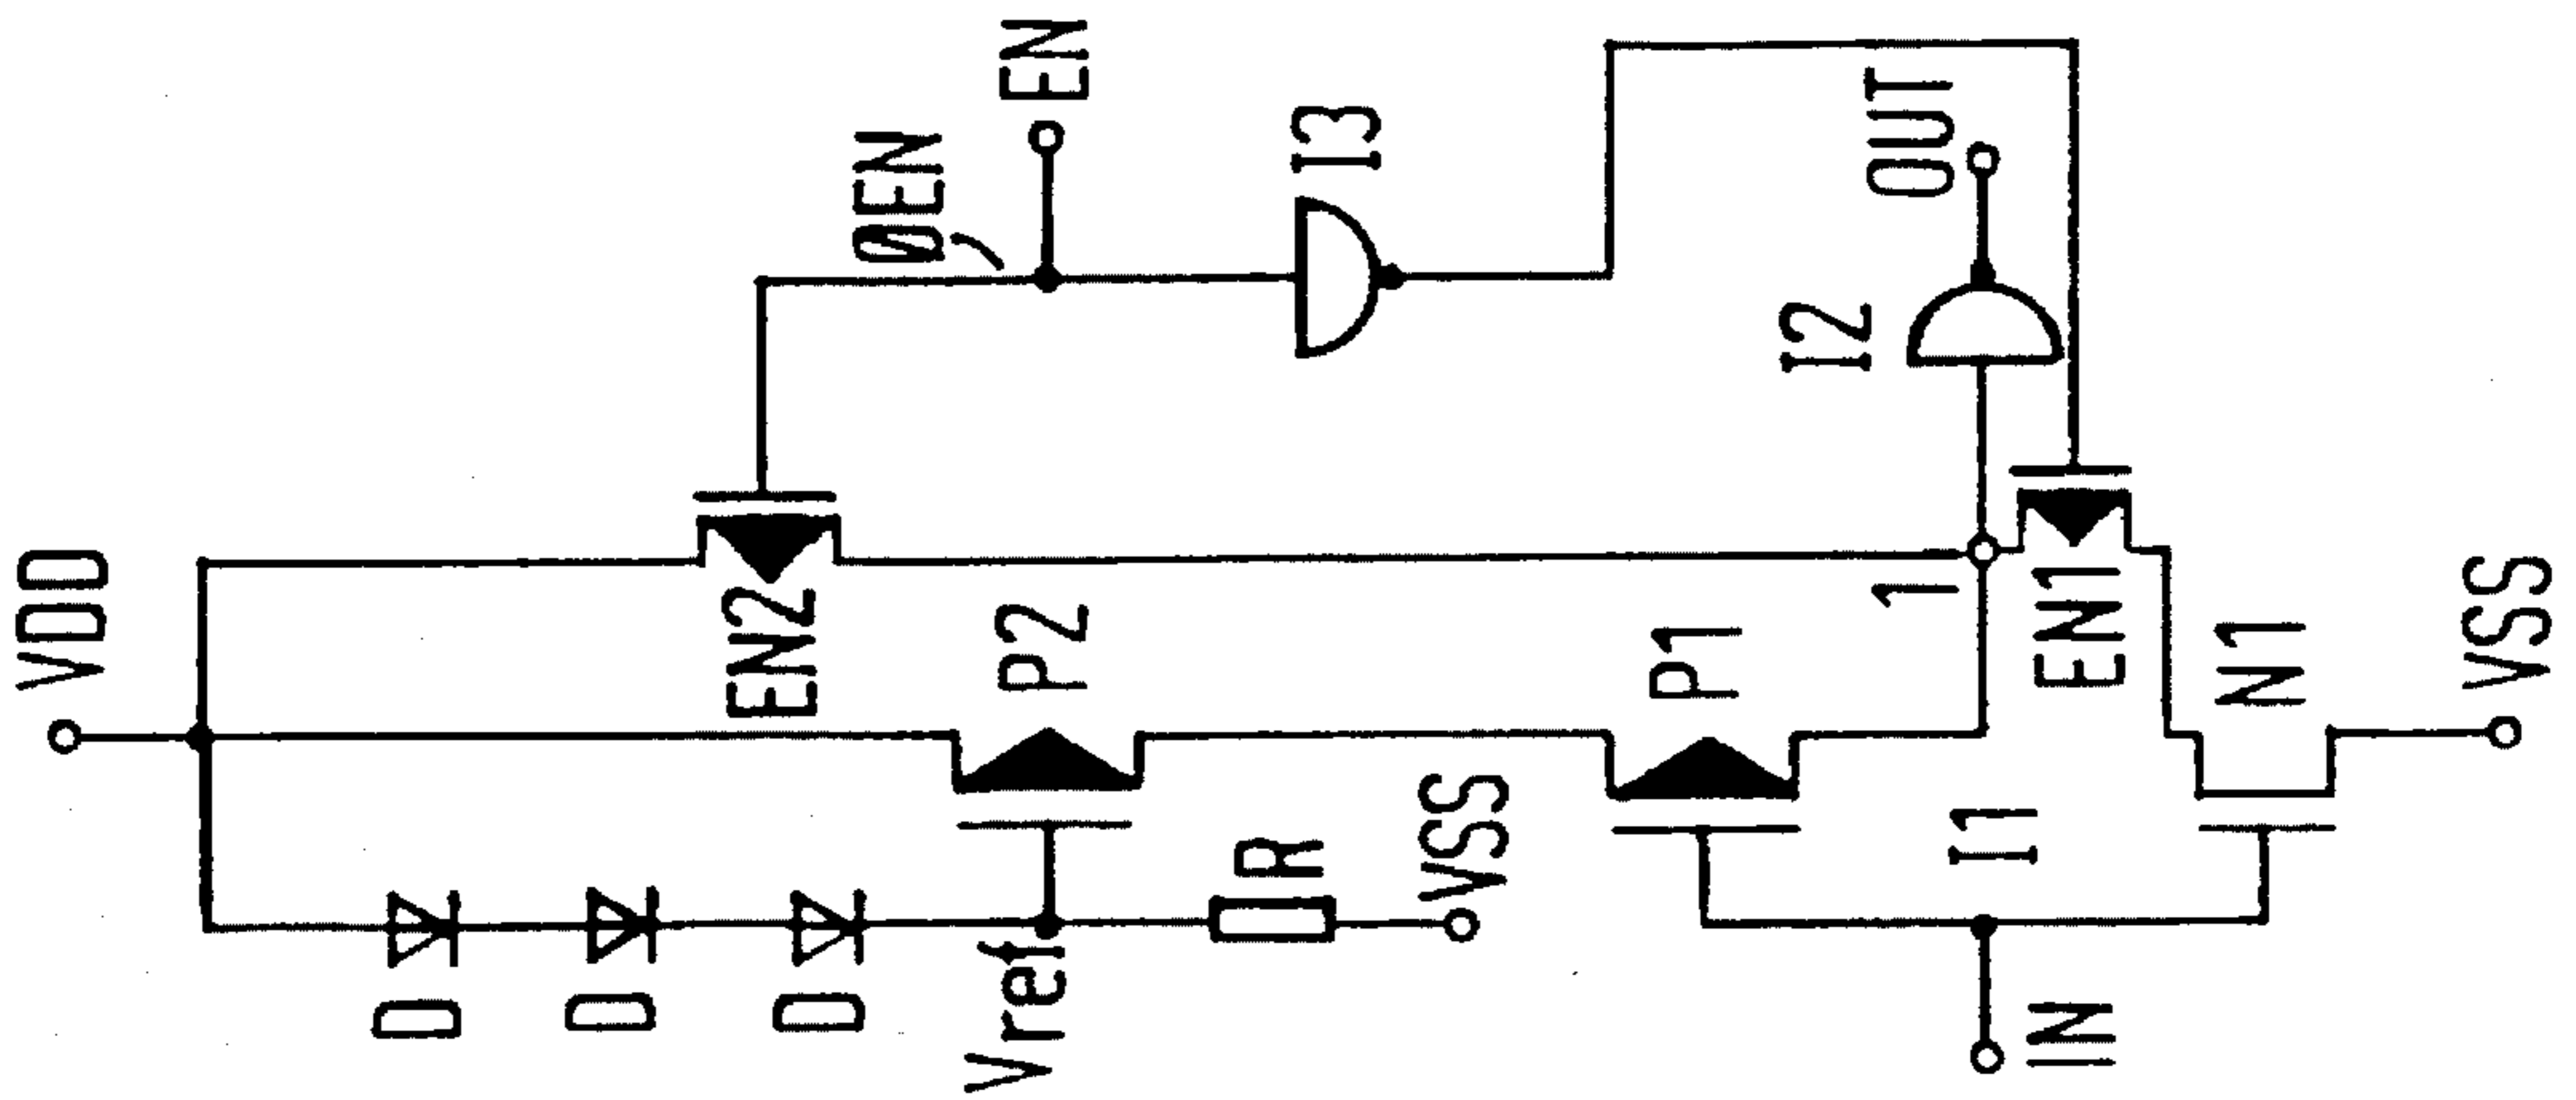 VDD
D
D
D
Vref
EN2
P2
ØEN
EN
R
VSS
I3
P1
I1
IN
1
I2
OUT
EN1
N1
VSS